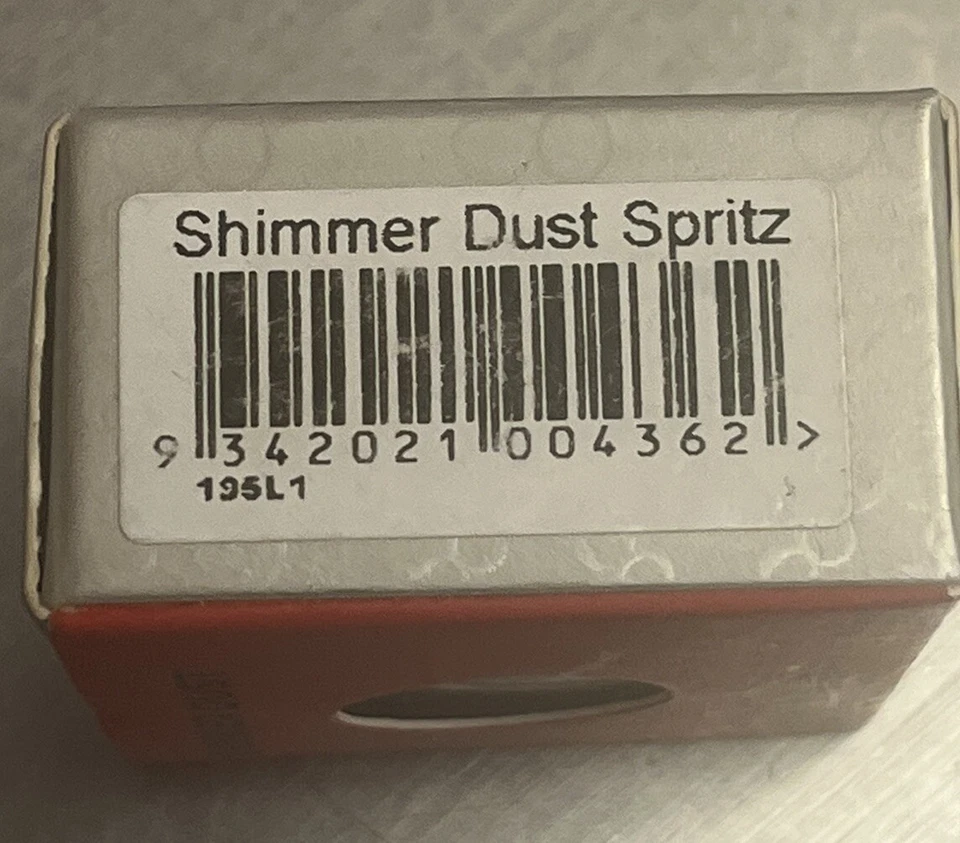 Shimmer Dust Spritz
9 342021 004362 >
195L1